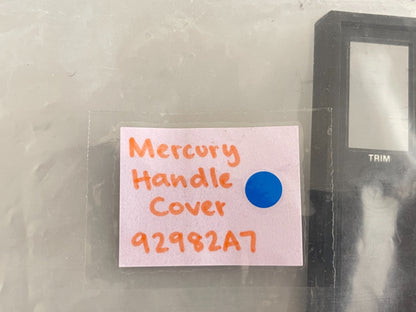 Mercury
Handle
Cover
92982A7
TRIM